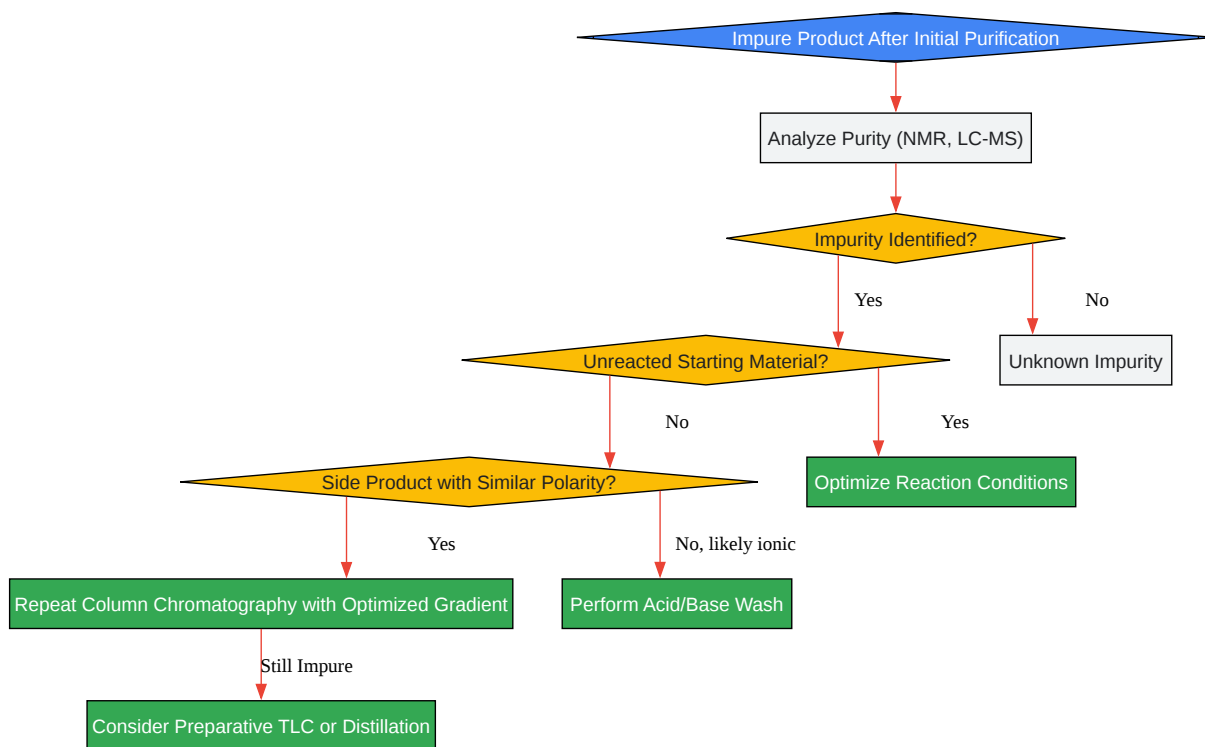 Impure Product After Initial Purification
Analyze Purity (NMR, LC-MS)
Impurity Identified?
Yes
No
Unreacted Starting Material?
Unknown Impurity
No
Yes
Side Product with Similar Polarity?
Optimize Reaction Conditions
Yes
No, likely ionic
Repeat Column Chromatography with Optimized Gradient
Perform Acid/Base Wash
Still Impure
Consider Preparative TLC or Distillation